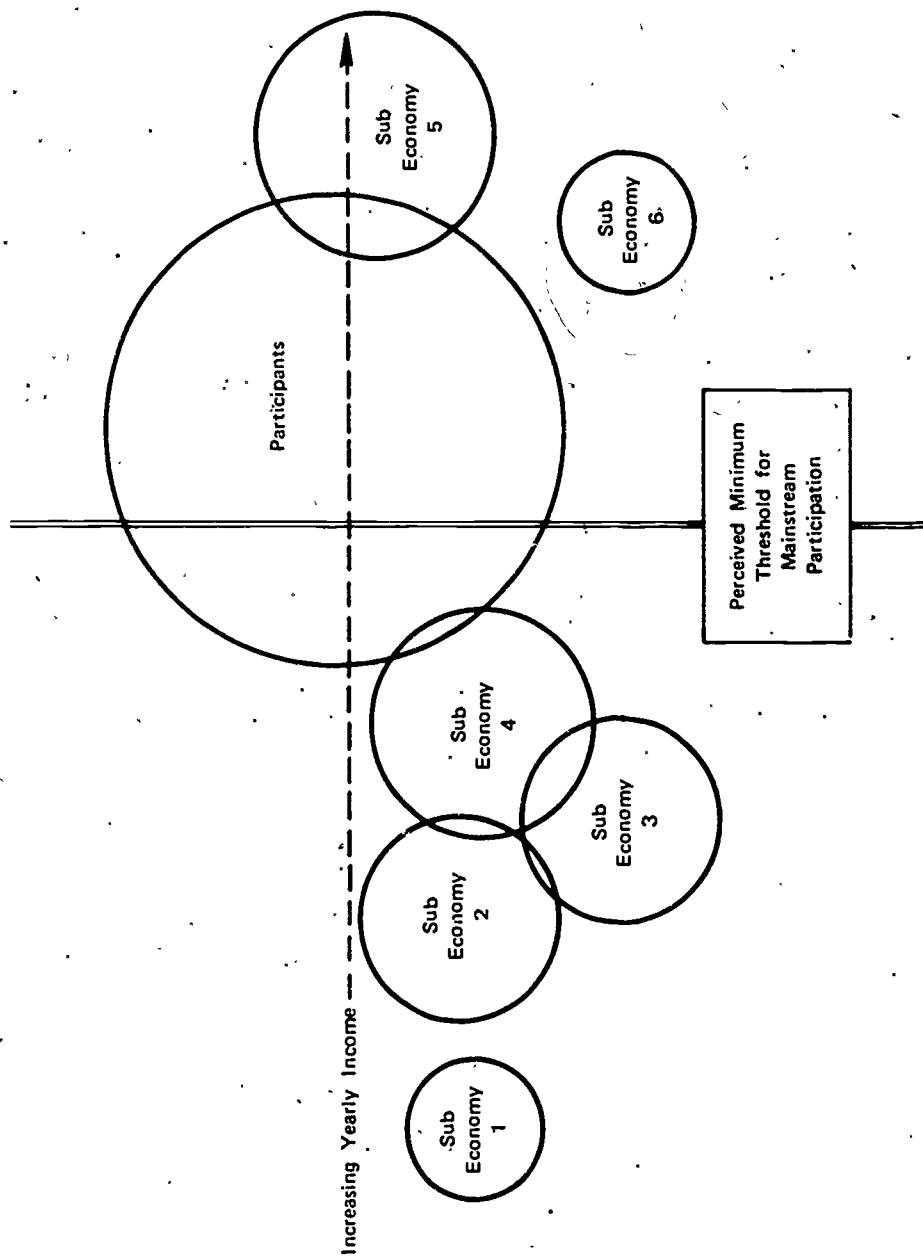 Participants
Increasing Yearly Income
Sub
Economy
5
Sub
Economy
2
Sub
Economy
1
Sub
Economy
4
Sub
Economy
3
Sub
Economy
6
Perceived Minimum
Threshold for
Mainstream
Participation